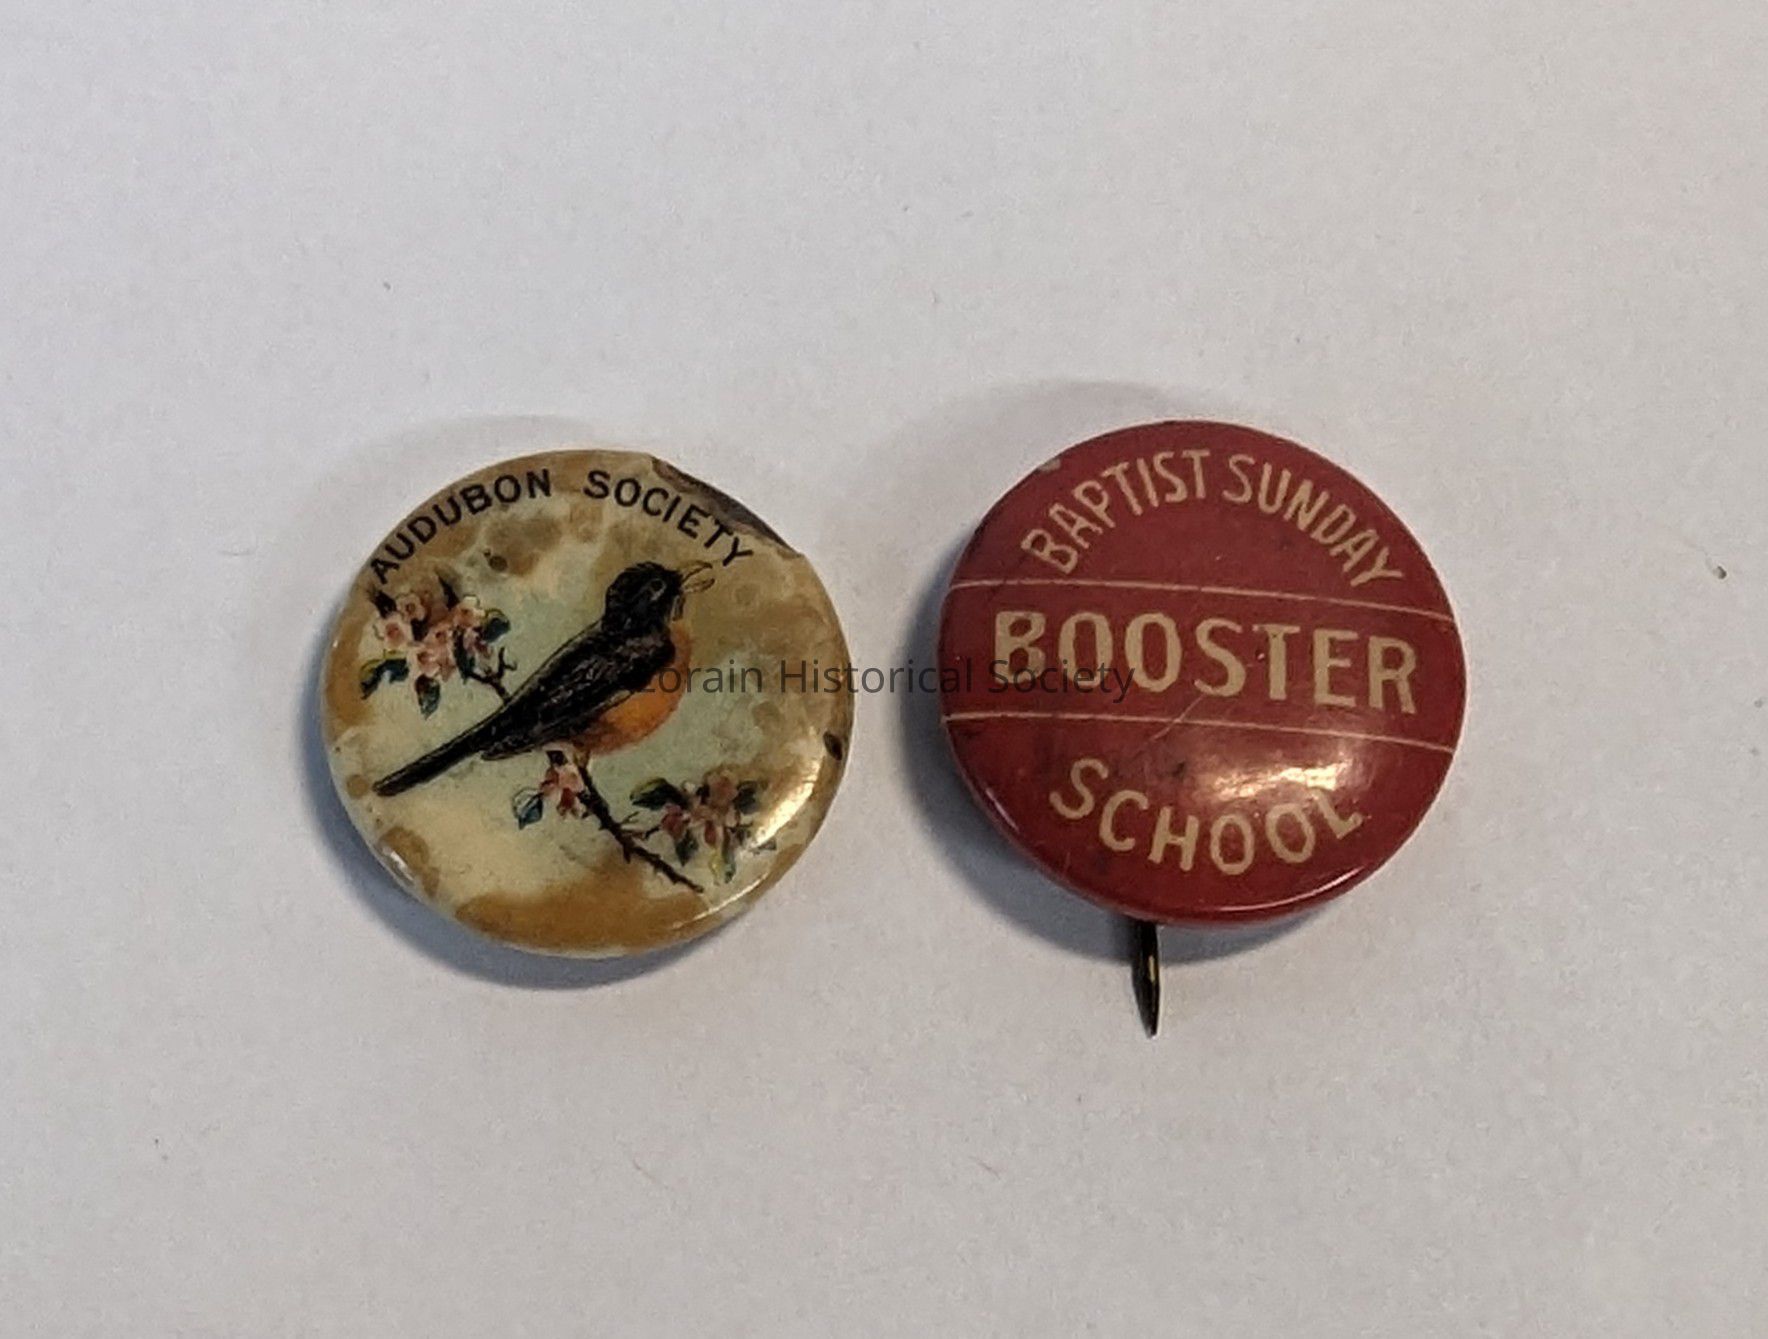 AUDUBON SOCIETY
BAPTIST SUNDAY
BOOSTER
SCHOOL
Lorain Historical Society